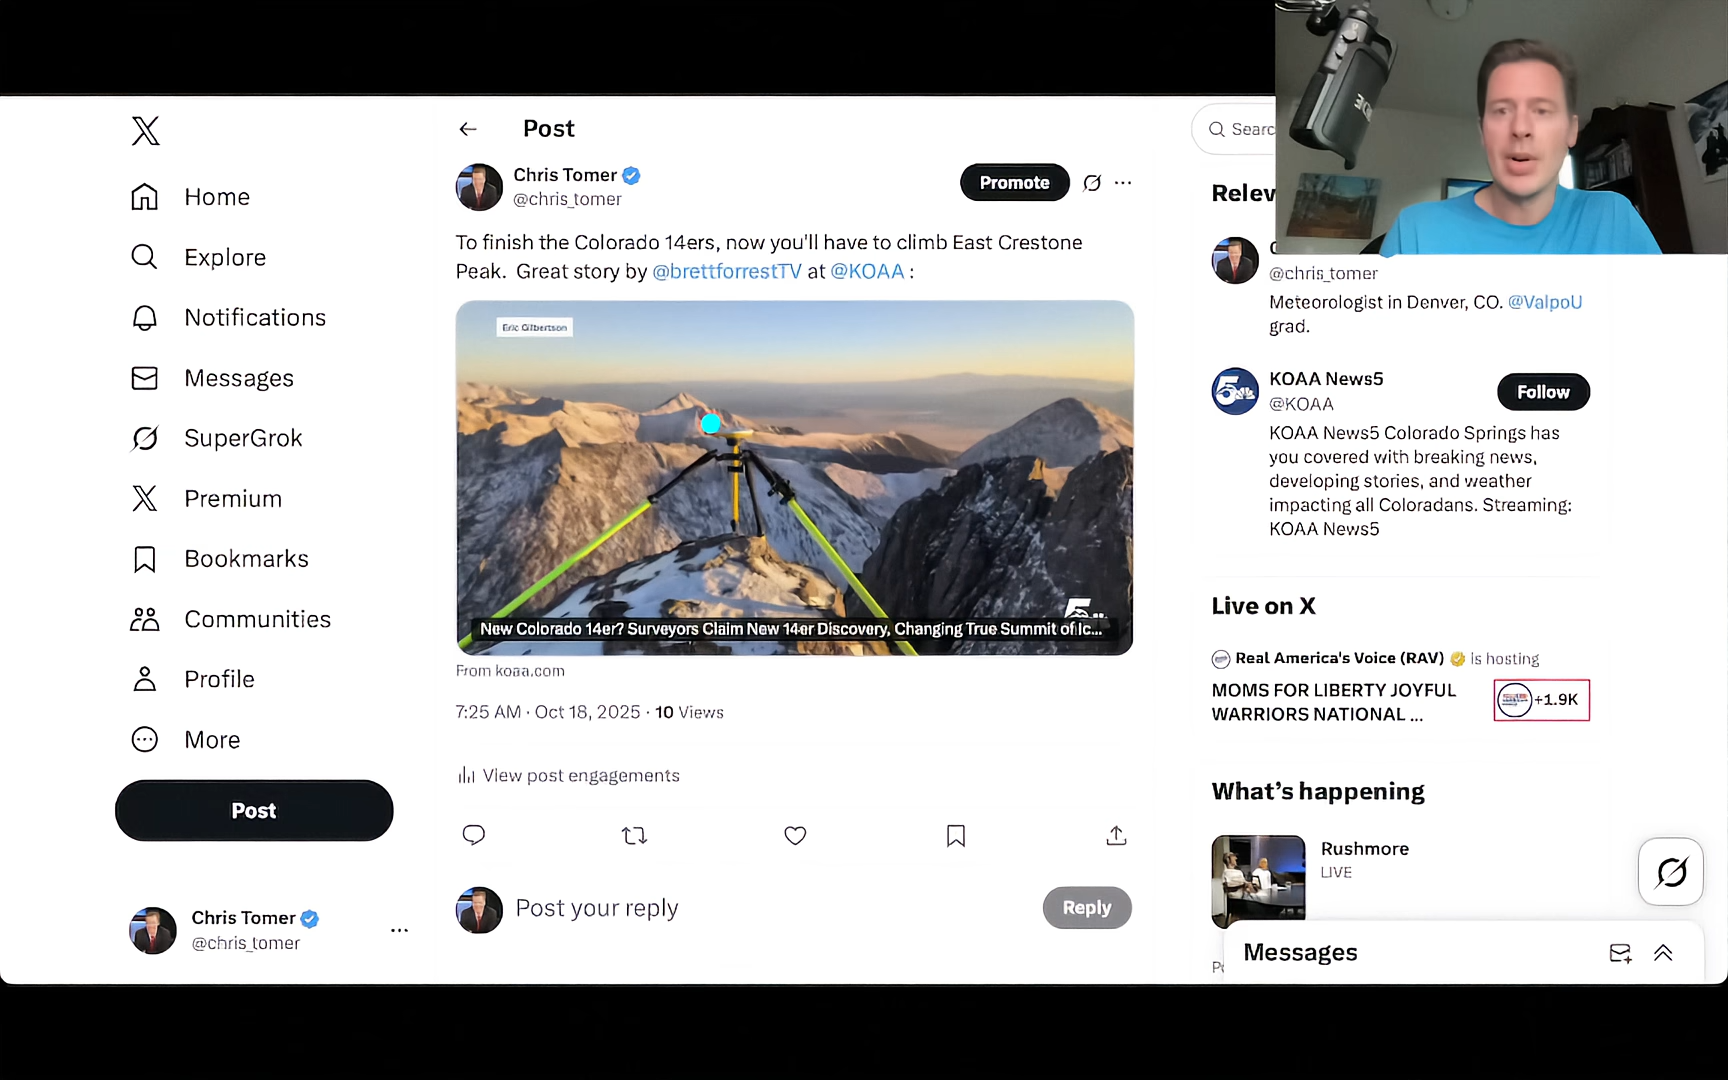 Home
Explore
Notifications
Messages
SuperGrok
Premium
Bookmarks
Communities
Profile
More
Post
Chris Tomer
@chris_tomer
Post
Chris Tomer
@chris_tomer
Promote
To finish the Colorado 14ers, now you'll have to climb East Crestone
Peak. Great story by @brettforrestTV at @KOAA :
Eric Gilbertson
5
New Colorado 14er? Surveyors Claim New 14er Discovery, Changing True Summit of Ic...
From koaa.com
7:25 AM · Oct 18, 2025 · 10 Views
View post engagements
Post your reply
Reply
Searc
Relev
@chris_tomer
Meteorologist in Denver, CO. @ValpoU
grad.
5
KOAA News5
@KOAA
Follow
KOAA News5 Colorado Springs has
you covered with breaking news,
developing stories, and weather
impacting all Coloradans. Streaming:
KOAA News5
Live on X
Real America's Voice (RAV) is hosting
MOMS FOR LIBERTY JOYFUL
WARRIORS NATIONAL ...
+1.9K
What's happening
Rushmore
LIVE
Messages